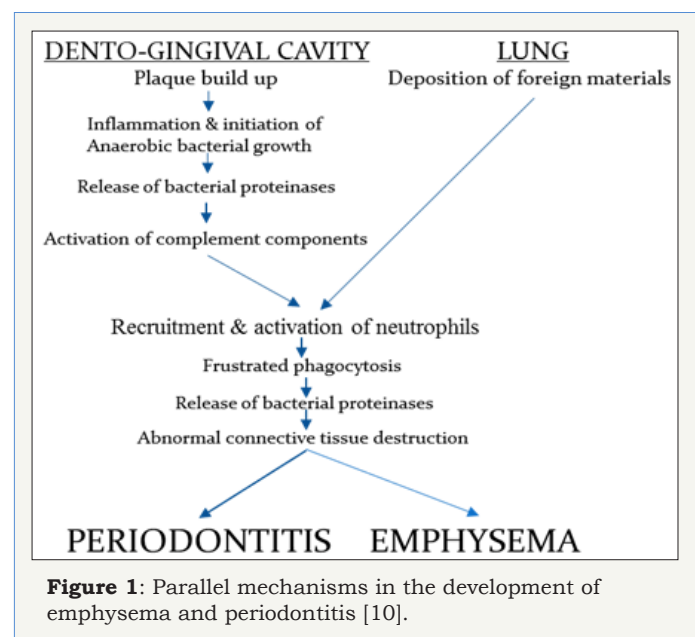 DENTO-GINGIVAL CAVITY
Plaque build up
LUNG
Deposition of foreign materials
Inflammation & initiation of
Anaerobic bacterial growth
Release of bacterial proteinases
Activation of complement components
Recruitment & activation of neutrophils
Frustrated phagocytosis
Release of bacterial proteinases
Abnormal connective tissue destruction
PERIODONTITIS
EMPHYSEMA
Figure 1: Parallel mechanisms in the development of
emphysema and periodontitis [10].